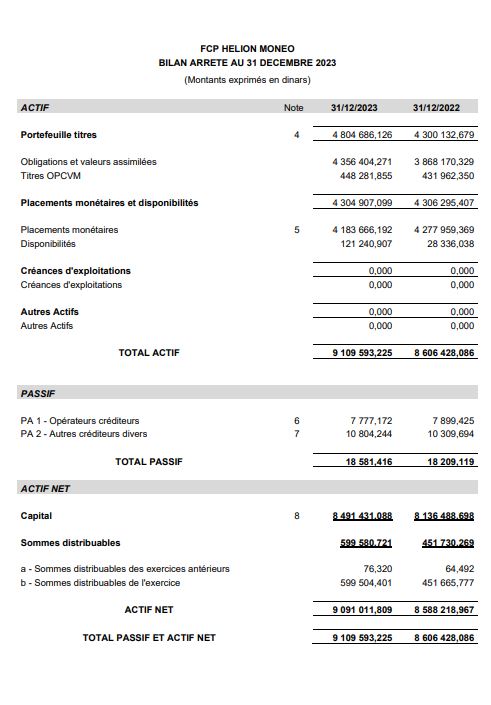 FCP HELION MONEO
BILAN ARRETE AU 31 DECEMBRE 2023
(Montants exprimés en dinars)
ACTIF Note 31/12/2023 31/12/2022
Portefeuille titres 4 4 804 686,126 4 300 132,679
Obligations et valeurs assimilées 4 356 404,271 3 868 170,329
Titres OPCVM 448 281,855 431 962,350
Placements monétaires et disponibilités 4 304 907,099 4 306 295,407
Placements monétaires 5 4 183 666,192 4 277 959,369
Disponibilités 121 240,907 28 336,038
Créances d'exploitations 0,000 0,000
Créances d'exploitations 0,000 0,000
Autres Actifs 0,000 0,000
Autres Actifs 0,000 0,000
TOTAL ACTIF 9 109 593,225 8 606 428,086
PASSIF
PA 1 - Opérateurs créditeurs 6 7 777,172 7 899,425
PA 2 - Autres créditeurs divers 7 10 804,244 10 309,694
TOTAL PASSIF 18 581,416 18 209,119
ACTIF NET
Capital 8 8 491 431,088 8 136 488,698
Sommes distribuables 599 580,721 451 730,269
a - Sommes distribuables des exercices antérieurs 76,320 64,492
b - Sommes distribuables de l'exercice 599 504,401 451 665,777
ACTIF NET 9 091 011,809 8 588 218,967
TOTAL PASSIF ET ACTIF NET 9 109 593,225 8 606 428,086